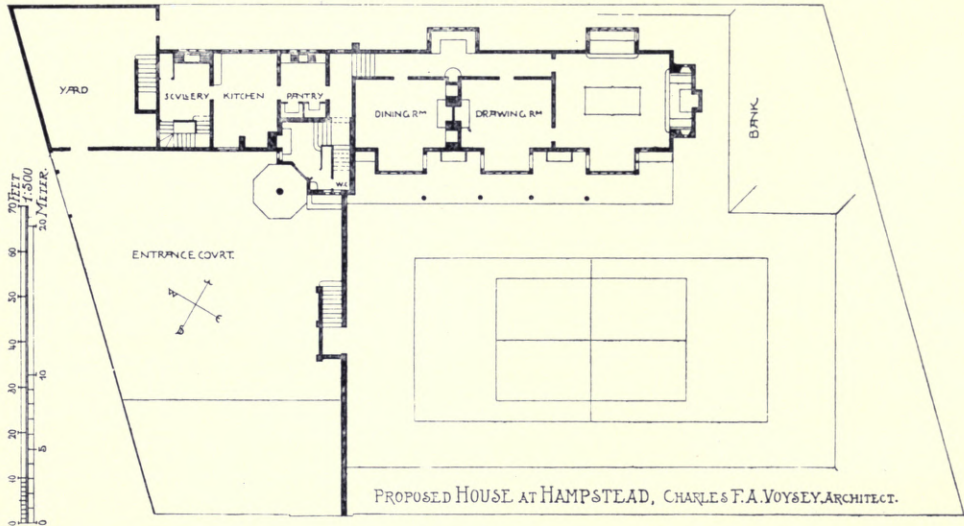 YARD
SCULLERY
KITCHEN
PANTRY
DINING RM
DRAWING RM
BANK
W.C.
ENTRANCE COURT.
W
E
S
70 FEET
1:500
20 METER.
60
50
40
10
30
20
5
10
0
0
PROPOSED HOUSE AT HAMPSTEAD, CHARLES F.A. VOYSEY. ARCHITECT.